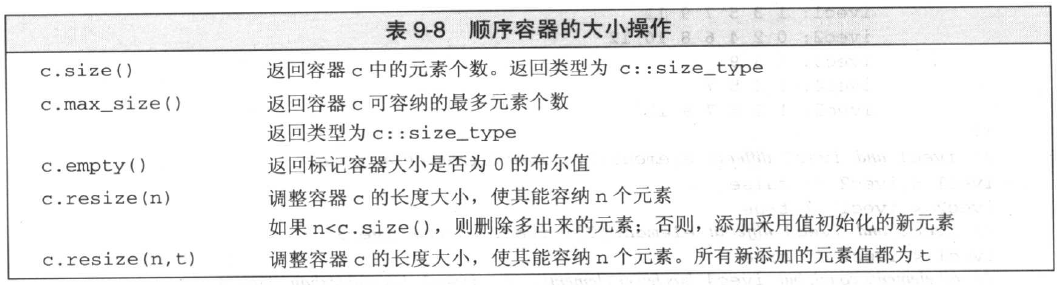 表 9-8 顺序容器的大小操作
c.size() 返回容器 c 中的元素个数。返回类型为 c::size_type
c.max_size() 返回容器 c 可容纳的最多元素个数
返回类型为 c::size_type
c.empty() 返回标记容器大小是否为 0 的布尔值
c.resize(n) 调整容器 c 的长度大小，使其能容纳 n 个元素
如果 n<c.size()，则删除多出来的元素；否则，添加采用值初始化的新元素
c.resize(n,t) 调整容器 c 的长度大小，使其能容纳 n 个元素。所有新添加的元素值都为 t